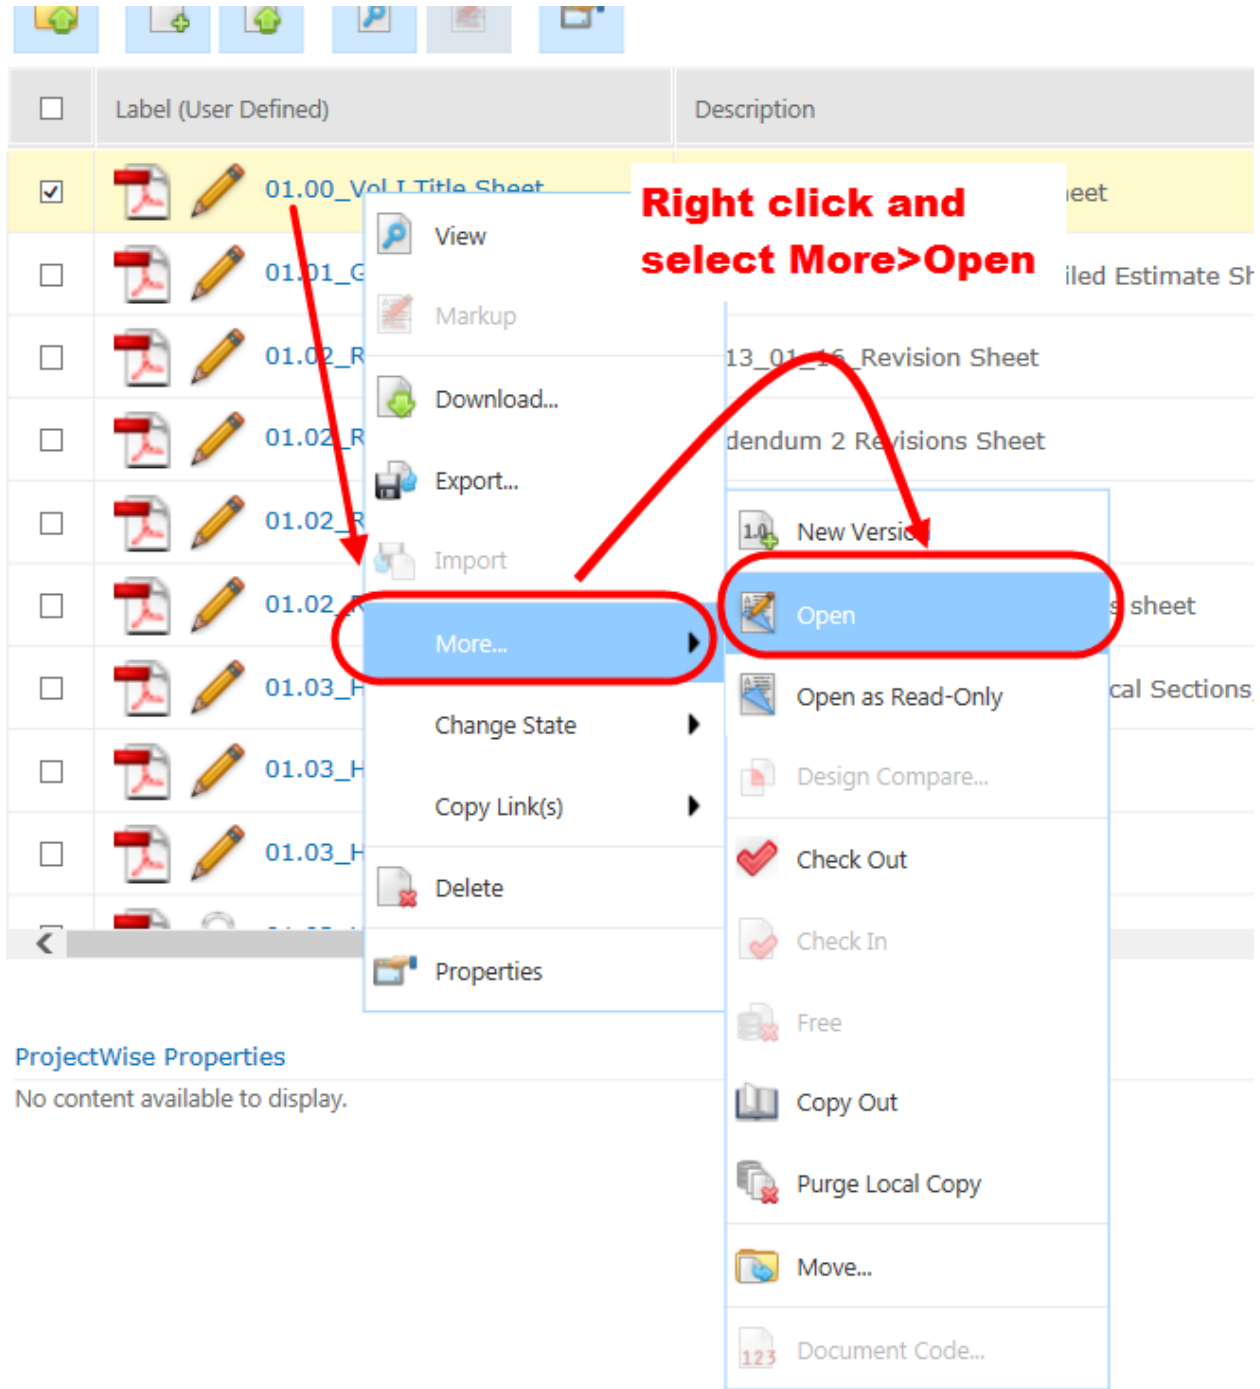 Label (User Defined) Description
01.00_Vol I Title Sheet
Right click and
select More>Open
View
01.01_G
iled Estimate Sh
Markup
01.02_R
13_01_16_Revision Sheet
Download...
01.02_R
dendum 2 Revisions Sheet
Export...
01.02_R
1.0 New Version
Import
01.02_R
s sheet
More...
Open
01.03_H
cal Sections,
Change State
Open as Read-Only
01.03_H
Design Compare...
Copy Link(s)
01.03_H
Check Out
Delete
Check In
Properties
Free
ProjectWise Properties
No content available to display.
Copy Out
Purge Local Copy
Move...
123 Document Code...